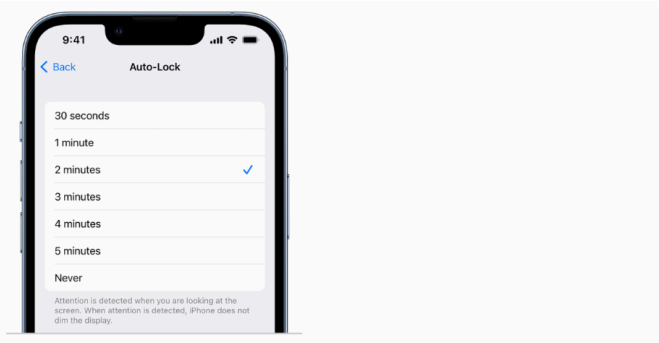 9:41
Back
Auto-Lock
30 seconds
1 minute
2 minutes
3 minutes
4 minutes
5 minutes
Never
Attention is detected when you are looking at the
screen. When attention is detected, iPhone does not
dim the display.